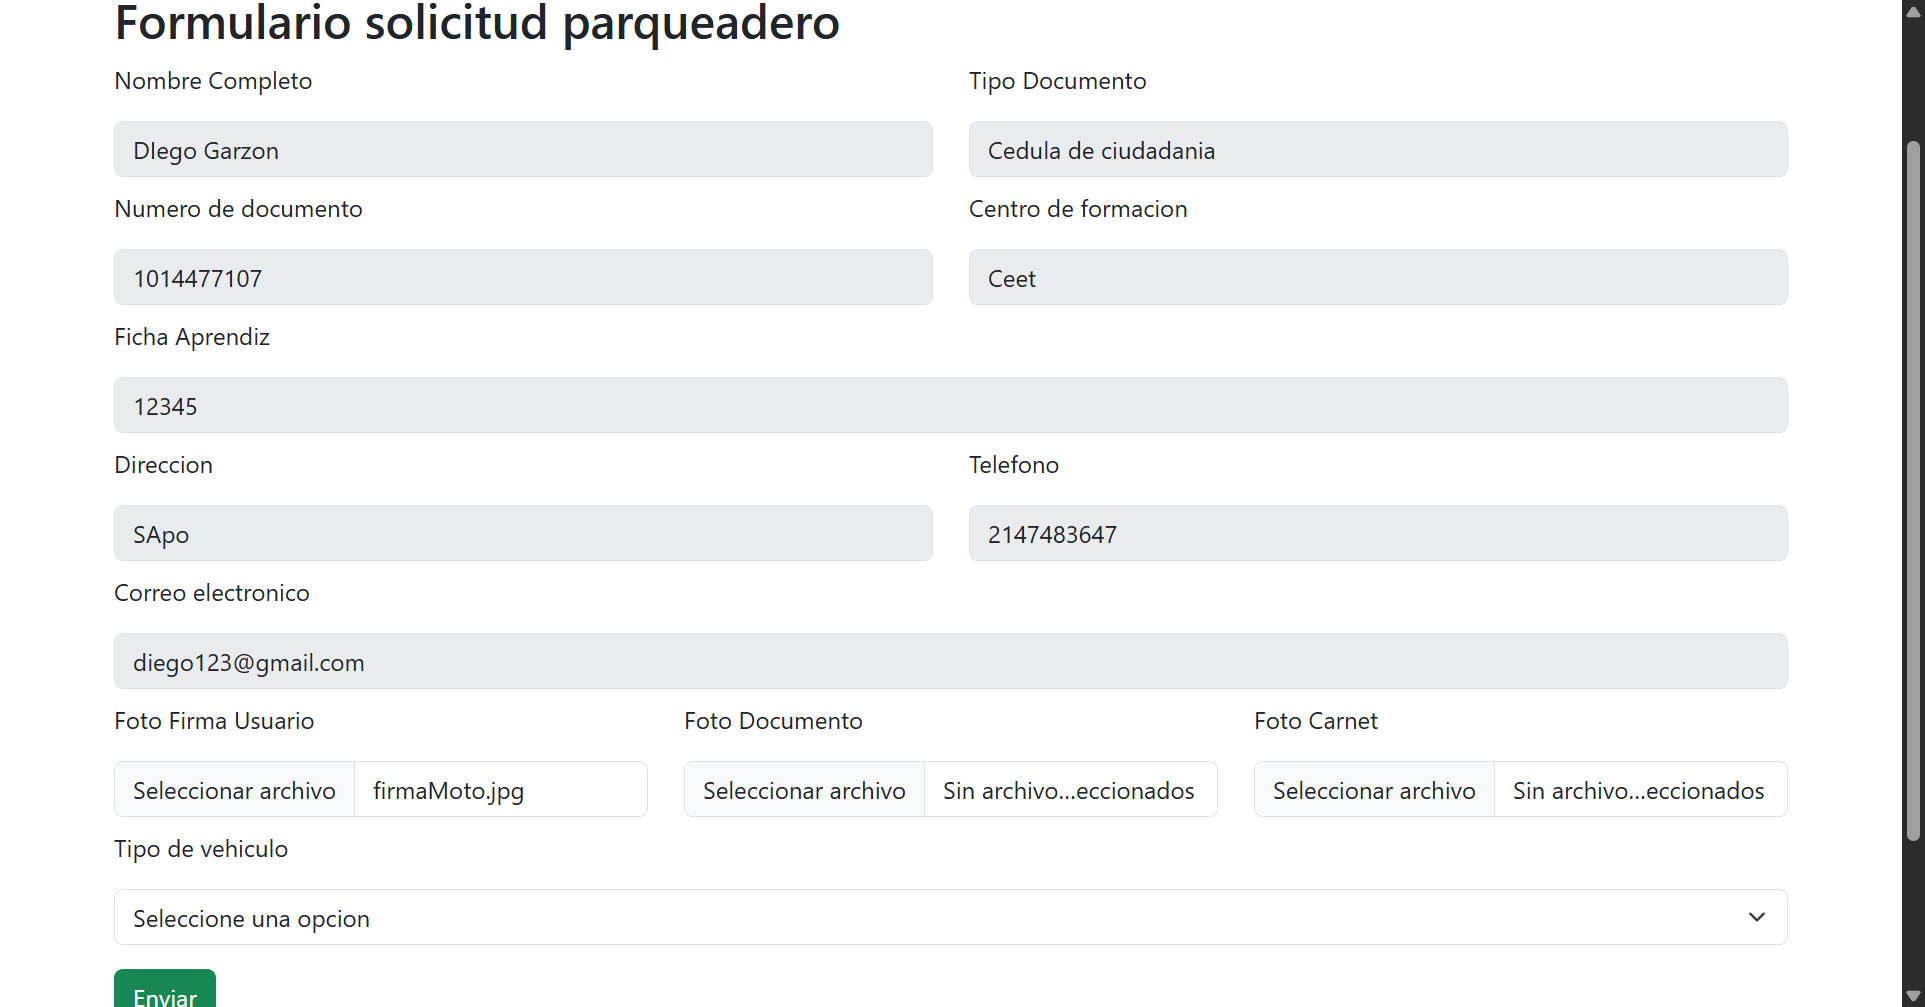 Formulario solicitud parqueadero
Nombre Completo
Tipo Documento
DIego Garzon
Cedula de ciudadania
Numero de documento
Centro de formacion
1014477107
Ceet
Ficha Aprendiz
12345
Direccion
Telefono
SApo
2147483647
Correo electronico
diego123@gmail.com
Foto Firma Usuario
Foto Documento
Foto Carnet
Seleccionar archivo firmaMoto.jpg
Seleccionar archivo Sin archivo...eccionados
Seleccionar archivo Sin archivo...eccionados
Tipo de vehiculo
Seleccione una opcion
Enviar